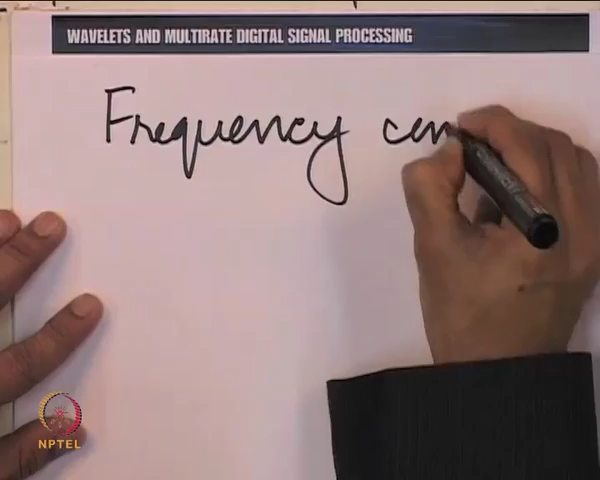 WAVELETS AND MULTIRATE DIGITAL SIGNAL PROCESSING
Frequency cen
NPTEL